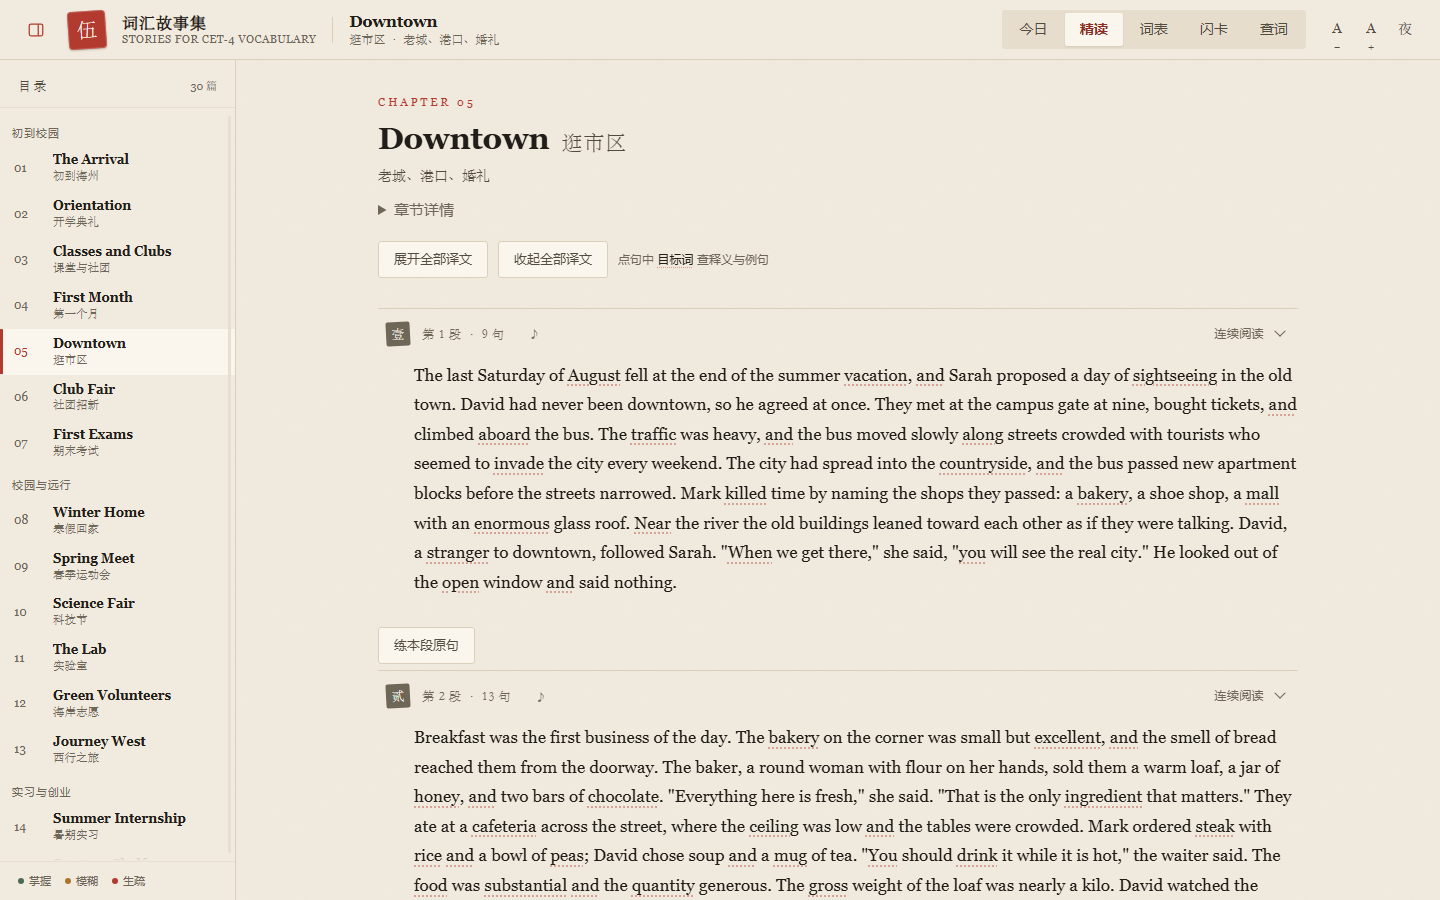 伍
词汇故事集
STORIES FOR CET-4 VOCABULARY
Downtown
逛市区 · 老城、港口、婚礼
今日
精读
词表
闪卡
查词
A
−
A
+
夜
目录
30 篇
初到校园
01
The Arrival
初到海州
02
Orientation
开学典礼
03
Classes and Clubs
课堂与社团
04
First Month
第一个月
05
Downtown
逛市区
06
Club Fair
社团招新
07
First Exams
期末考试
校园与远行
08
Winter Home
寒假回家
09
Spring Meet
春季运动会
10
Science Fair
科技节
11
The Lab
实验室
12
Green Volunteers
海岸志愿
13
Journey West
西行之旅
实习与创业
14
Summer Internship
暑期实习
掌握
模糊
生疏
CHAPTER 05
Downtown 逛市区
老城、港口、婚礼
章节详情
展开全部译文
收起全部译文
点句中 目标词 查释义与例句
壹
第 1 段 · 9 句
♪
连续阅读
The last Saturday of August fell at the end of the summer vacation, and Sarah proposed a day of sightseeing in the old
town. David had never been downtown, so he agreed at once. They met at the campus gate at nine, bought tickets, and
climbed aboard the bus. The traffic was heavy, and the bus moved slowly along streets crowded with tourists who
seemed to invade the city every weekend. The city had spread into the countryside, and the bus passed new apartment
blocks before the streets narrowed. Mark killed time by naming the shops they passed: a bakery, a shoe shop, a mall
with an enormous glass roof. Near the river the old buildings leaned toward each other as if they were talking. David,
a stranger to downtown, followed Sarah. "When we get there," she said, "you will see the real city." He looked out of
the open window and said nothing.
练本段原句
贰
第 2 段 · 13 句
♪
连续阅读
Breakfast was the first business of the day. The bakery on the corner was small but excellent, and the smell of bread
reached them from the doorway. The baker, a round woman with flour on her hands, sold them a warm loaf, a jar of
honey, and two bars of chocolate. "Everything here is fresh," she said. "That is the only ingredient that matters." They
ate at a cafeteria across the street, where the ceiling was low and the tables were crowded. Mark ordered steak with
rice and a bowl of peas; David chose soup and a mug of tea. "You should drink it while it is hot," the waiter said. The
food was substantial and the quantity generous. The gross weight of the loaf was nearly a kilo. David watched the